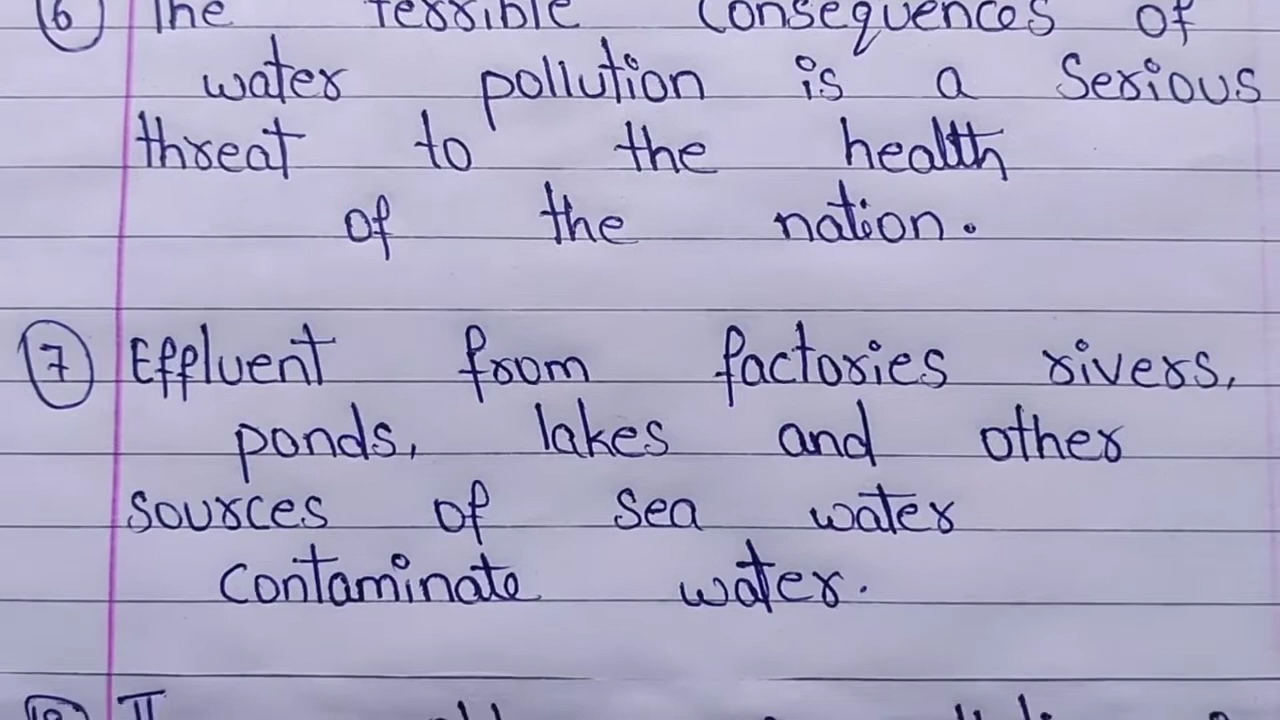 6 The terrible consequences of
water pollution is a serious
threat to the health
of the nation.
7 Effluent from factories rivers,
ponds, lakes and other
sources of sea water
contaminate water.